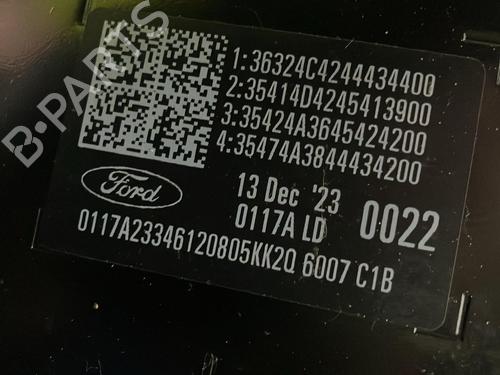 B-PARTS
1:36324C4244434400
2:35414D4245413900
3:35424A3645424200
4:35474A3844434200
Ford
13 Dec '23
0117A LD
0022
0117A23346120805KK2Q 6007 C1B